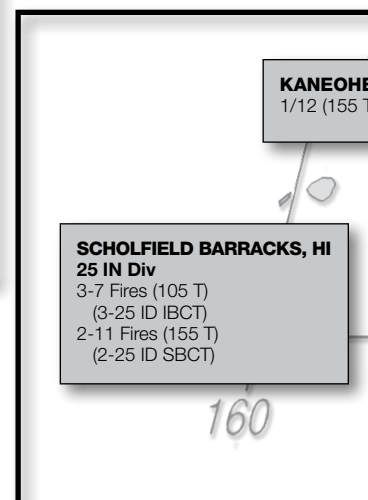 KANEOHE
1/12 (155 T
SCHOLFIELD BARRACKS, HI
25 IN Div
3-7 Fires (105 T)
(3-25 ID IBCT)
2-11 Fires (155 T)
(2-25 ID SBCT)
160